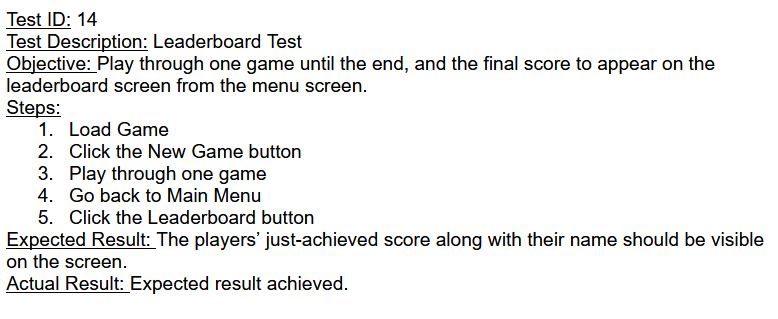 Test ID: 14
Test Description: Leaderboard Test
Objective: Play through one game until the end, and the final score to appear on the
leaderboard screen from the menu screen.
Steps:
1. Load Game
2. Click the New Game button
3. Play through one game
4. Go back to Main Menu
5. Click the Leaderboard button
Expected Result: The players’ just-achieved score along with their name should be visible
on the screen.
Actual Result: Expected result achieved.